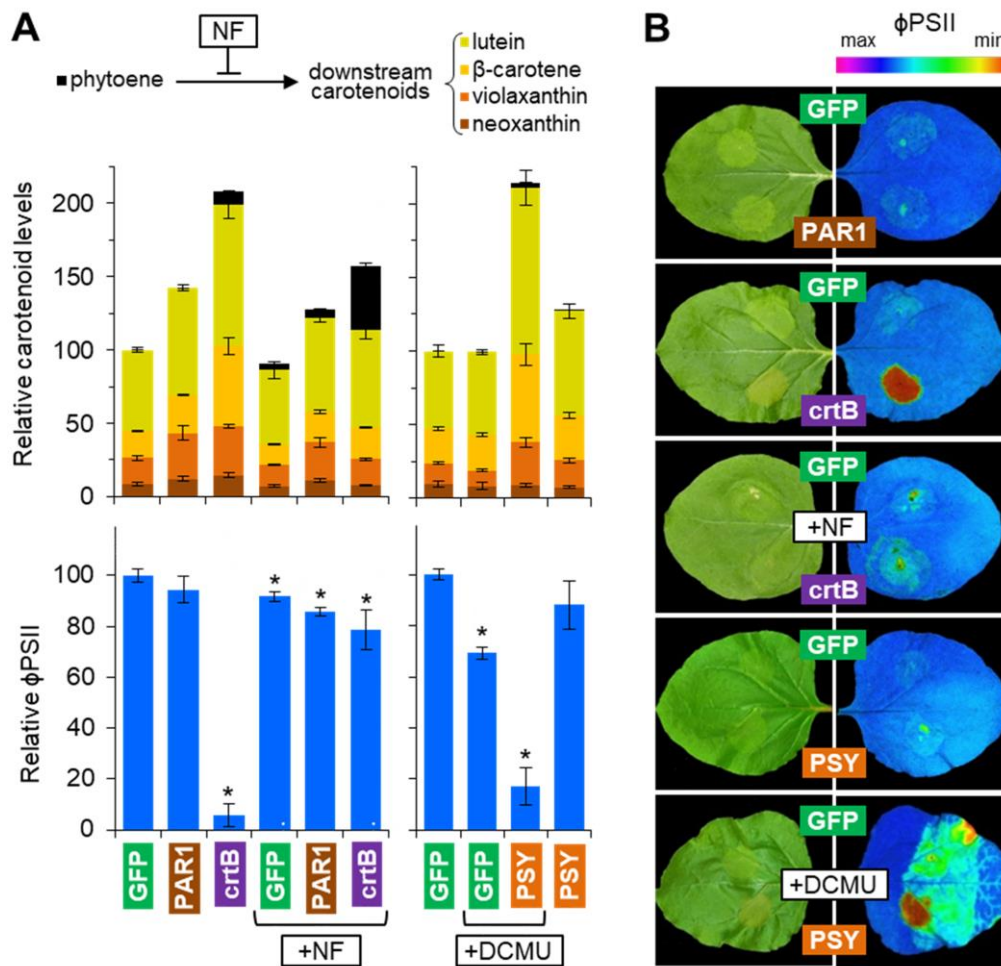 A
NF
phytoene
downstream
carotenoids
lutein
β-carotene
violaxanthin
neoxanthin
Relative carotenoid levels
200
150
100
50
0
Relative ϕPSII
100
80
60
40
20
0
*
*
*
*
*
*
GFP
PAR1
crtB
GFP
PAR1
crtB
GFP
GFP
PSY
PSY
+NF
+DCMU
B
ϕPSII
max
min
GFP
PAR1
GFP
crtB
GFP
+NF
crtB
GFP
PSY
GFP
+DCMU
PSY